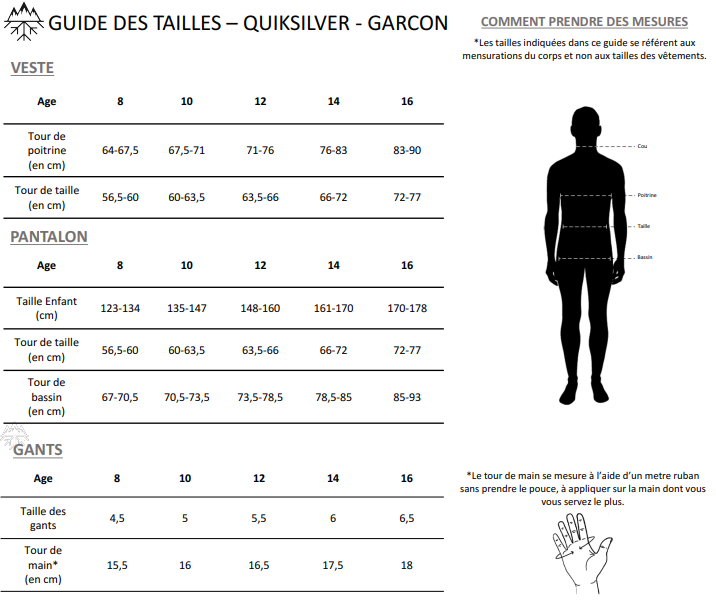 GUIDE DES TAILLES – QUIKSILVER - GARCON
VESTE
Age 8 10 12 14 16
Tour de
poitrine
(en cm) 64-67,5 67,5-71 71-76 76-83 83-90
Tour de taille
(en cm) 56,5-60 60-63,5 63,5-66 66-72 72-77
PANTALON
Age 8 10 12 14 16
Taille Enfant
(cm) 123-134 135-147 148-160 161-170 170-178
Tour de taille
(en cm) 56,5-60 60-63,5 63,5-66 66-72 72-77
Tour de
bassin
(en cm) 67-70,5 70,5-73,5 73,5-78,5 78,5-85 85-93
GANTS
Age 8 10 12 14 16
Taille des
gants 4,5 5 5,5 6 6,5
Tour de
main*
(en cm) 15,5 16 16,5 17,5 18
COMMENT PRENDRE DES MESURES
*Les tailles indiquées dans ce guide se référent aux
mensurations du corps et non aux tailles des vêtements.
Cou
Poitrine
Taille
Bassin
*Le tour de main se mesure à l’aide d’un metre ruban
sans prendre le pouce, à appliquer sur la main dont vous
vous servez le plus.